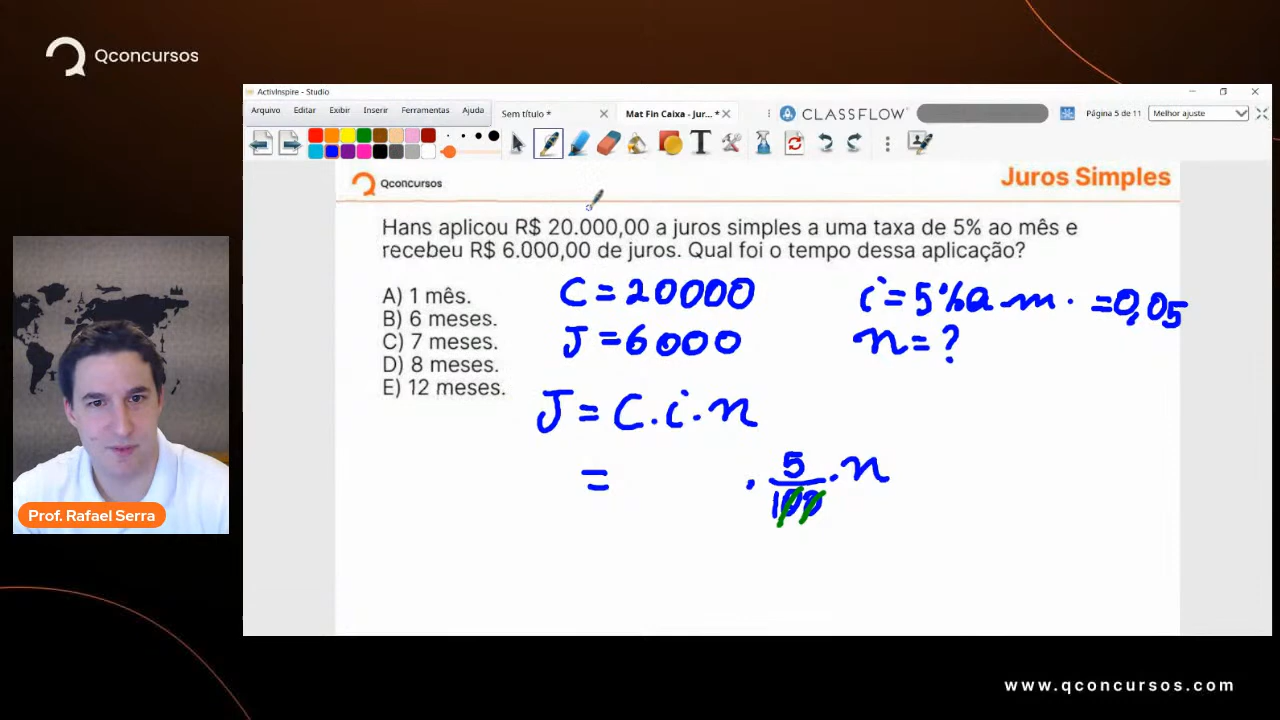 Qconcursos
ActivInspire - Studio
Arquivo Editar Exibir Inserir Ferramentas Ajuda
Sem título *
Mat Fin Caixa - Jur... *
CLASSFLOW
Página 5 de 11
Melhor ajuste
Qconcursos
Juros Simples
Hans aplicou R$ 20.000,00 a juros simples a uma taxa de 5% ao mês e
recebeu R$ 6.000,00 de juros. Qual foi o tempo dessa aplicação?
A) 1 mês.
B) 6 meses.
C) 7 meses.
D) 8 meses.
E) 12 meses.
C = 20000
i = 5% a m. = 0,05
J = 6000
n = ?
J = C . i . n
= . 5/100 . n
Prof. Rafael Serra
www.qconcursos.com